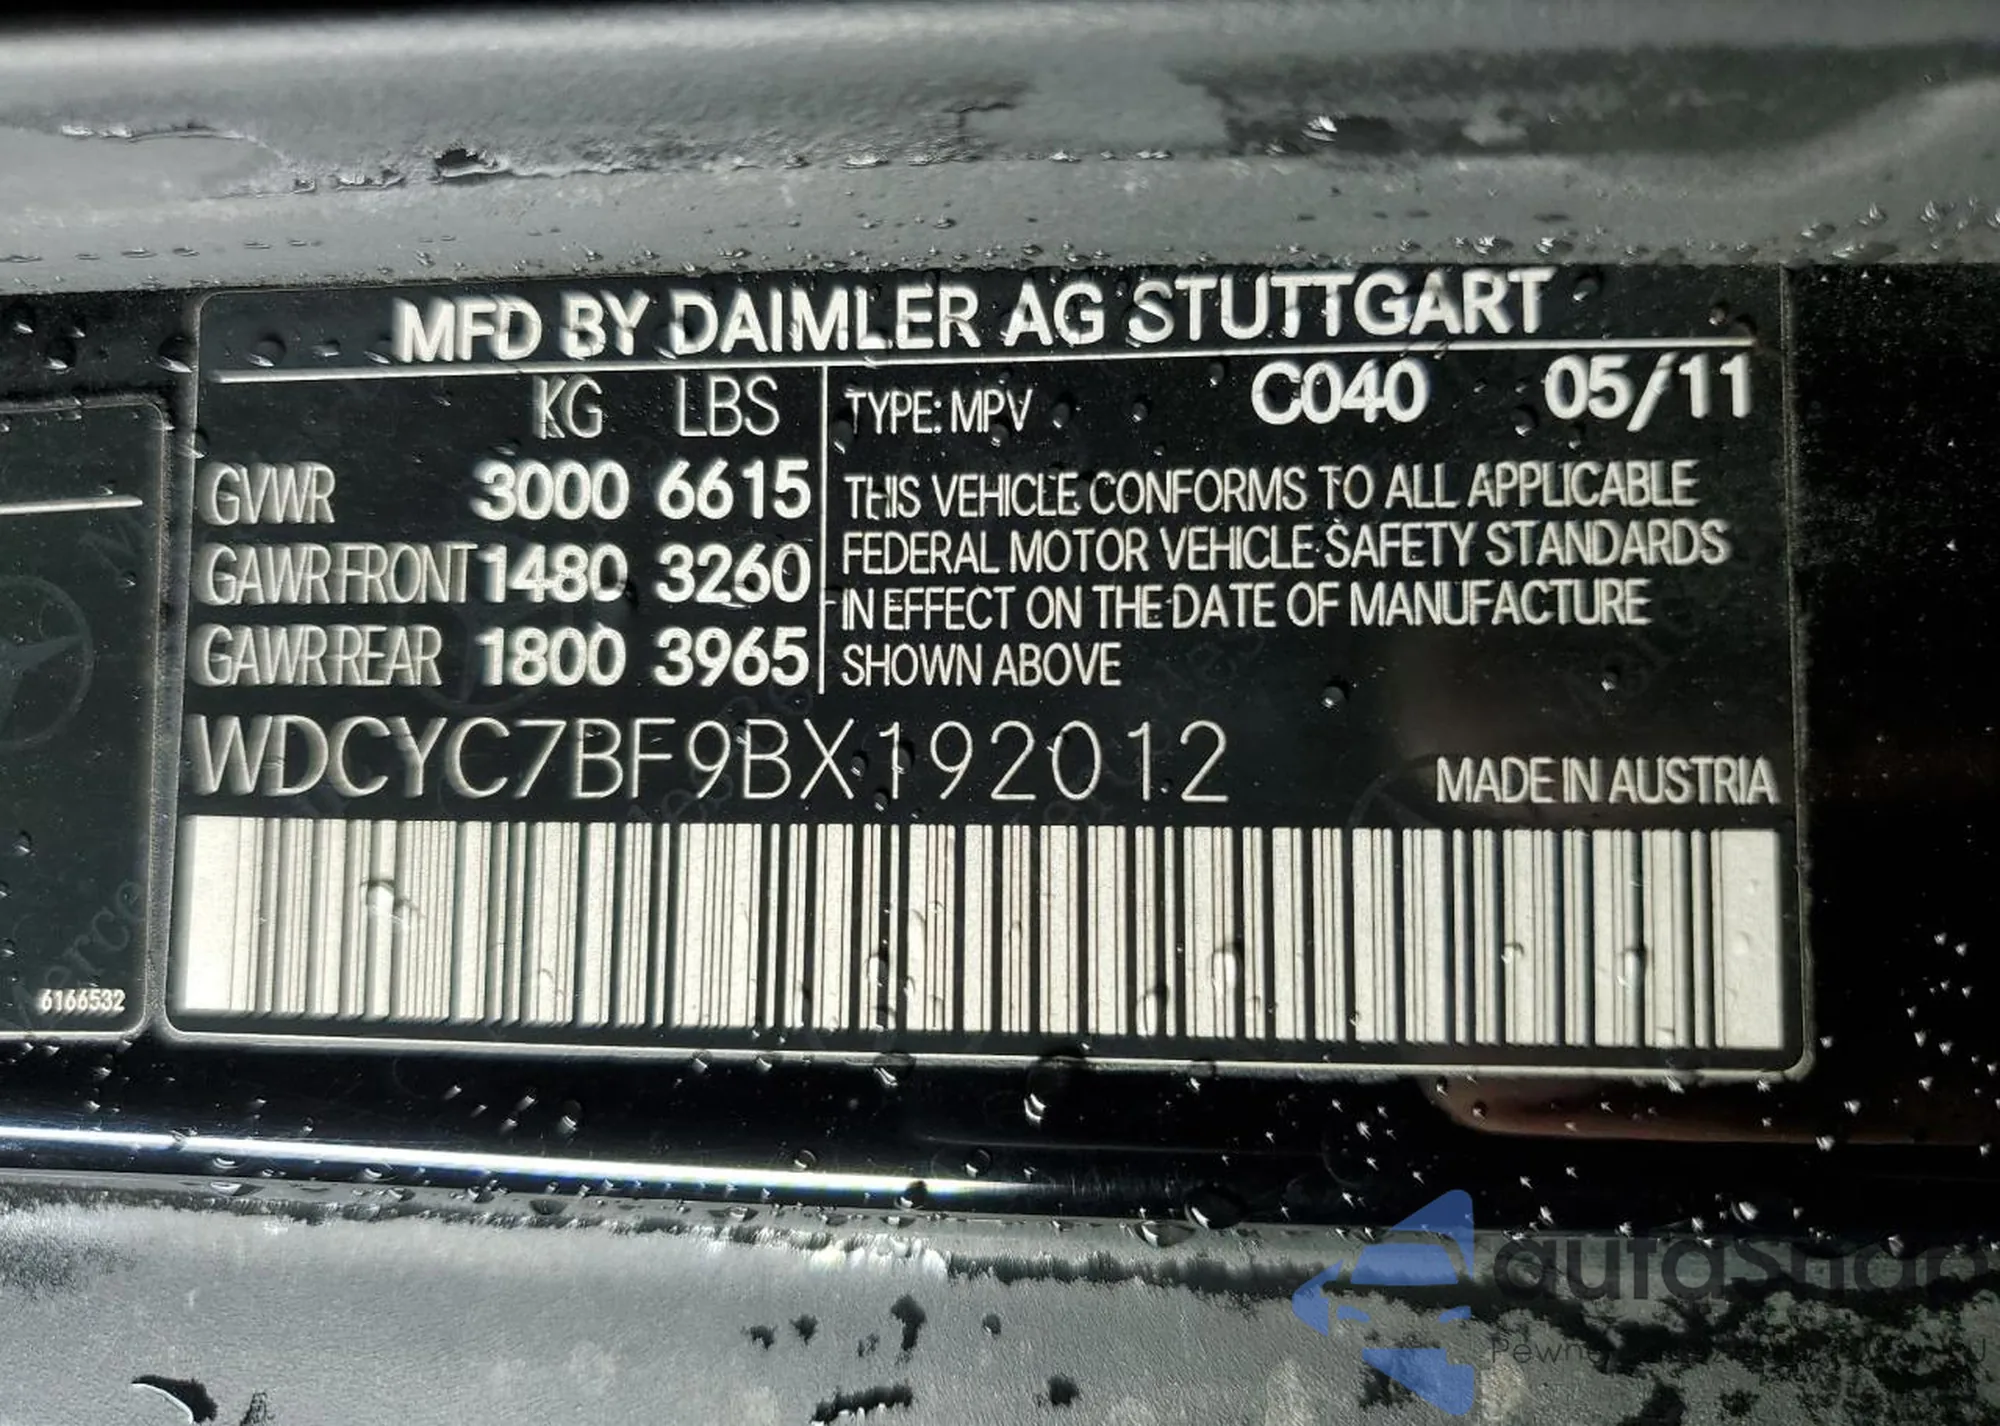 MFD BY DAIMLER AG STUTTGART
KG LBS
GVWR 3000 6615
GAWR FRONT 1480 3260
GAWR REAR 1800 3965
TYPE: MPV C040 05/11
THIS VEHICLE CONFORMS TO ALL APPLICABLE
FEDERAL MOTOR VEHICLE SAFETY STANDARDS
IN EFFECT ON THE DATE OF MANUFACTURE
SHOWN ABOVE
WDCYC7BF9BX192012
MADE IN AUSTRIA
6166532
autaShop